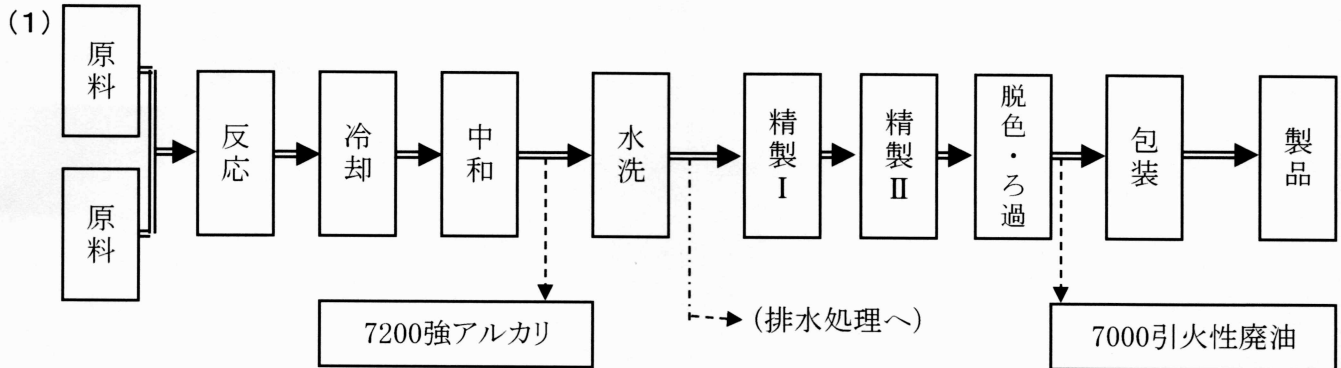 (1)
原料
原料
反応
冷却
中和
水洗
精製Ⅰ
精製Ⅱ
脱色・ろ過
包装
製品
7200強アルカリ
(排水処理へ)
7000引火性廃油